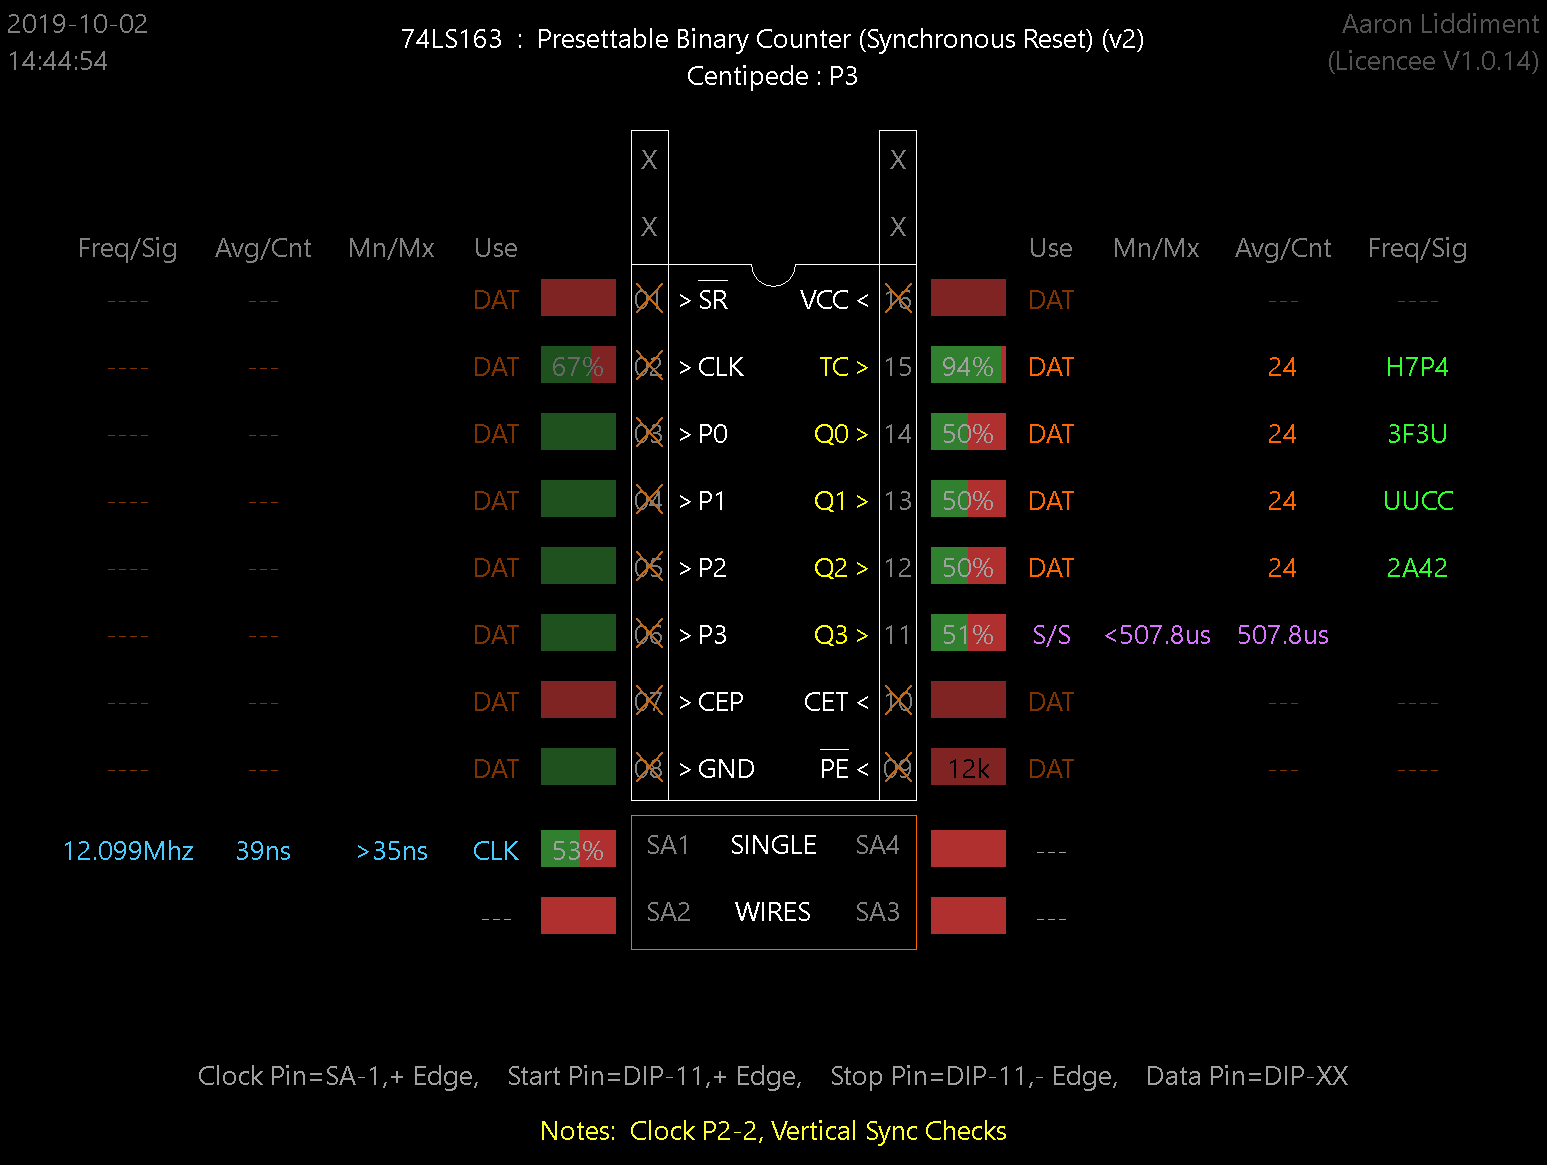 2019-10-02
14:44:54
74LS163 : Presettable Binary Counter (Synchronous Reset) (v2)
Centipede : P3
Aaron Liddiment
(Licencee V1.0.14)
X X
X X
Freq/Sig Avg/Cnt Mn/Mx Use Use Mn/Mx Avg/Cnt Freq/Sig
---- --- DAT 01 > SR VCC < 16 DAT --- ----
---- --- DAT 67% 02 > CLK TC > 15 94% DAT 24 H7P4
---- --- DAT 03 > P0 Q0 > 14 50% DAT 24 3F3U
---- --- DAT 04 > P1 Q1 > 13 50% DAT 24 UUCC
---- --- DAT 05 > P2 Q2 > 12 50% DAT 24 2A42
---- --- DAT 06 > P3 Q3 > 11 51% S/S <507.8us 507.8us
---- --- DAT 07 > CEP CET < 10 DAT --- ----
---- --- DAT 08 > GND PE < 09 12k DAT --- ----
12.099Mhz 39ns >35ns CLK 53% SA1 SINGLE SA4 ---
--- SA2 WIRES SA3 ---
Clock Pin=SA-1,+ Edge, Start Pin=DIP-11,+ Edge, Stop Pin=DIP-11,- Edge, Data Pin=DIP-XX
Notes: Clock P2-2, Vertical Sync Checks